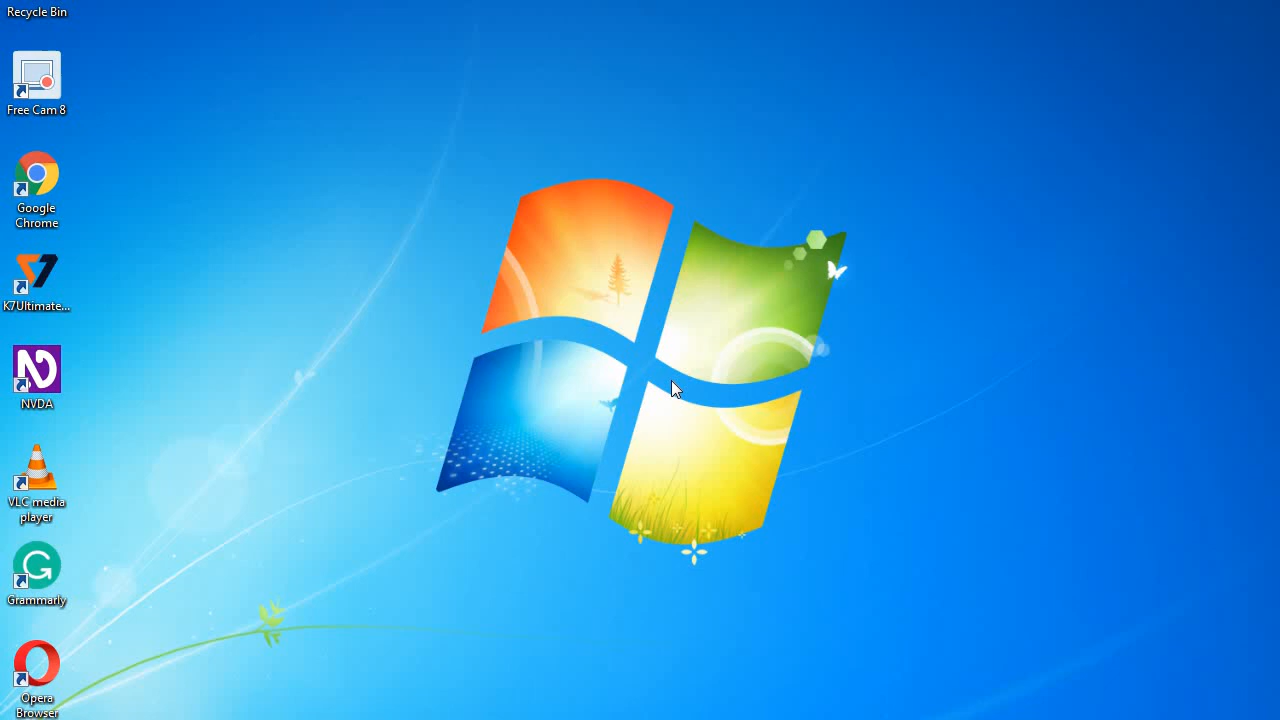 Recycle Bin
Free Cam 8
Google
Chrome
K7Ultimate...
NVDA
VLC media
player
Grammarly
Opera
Browser